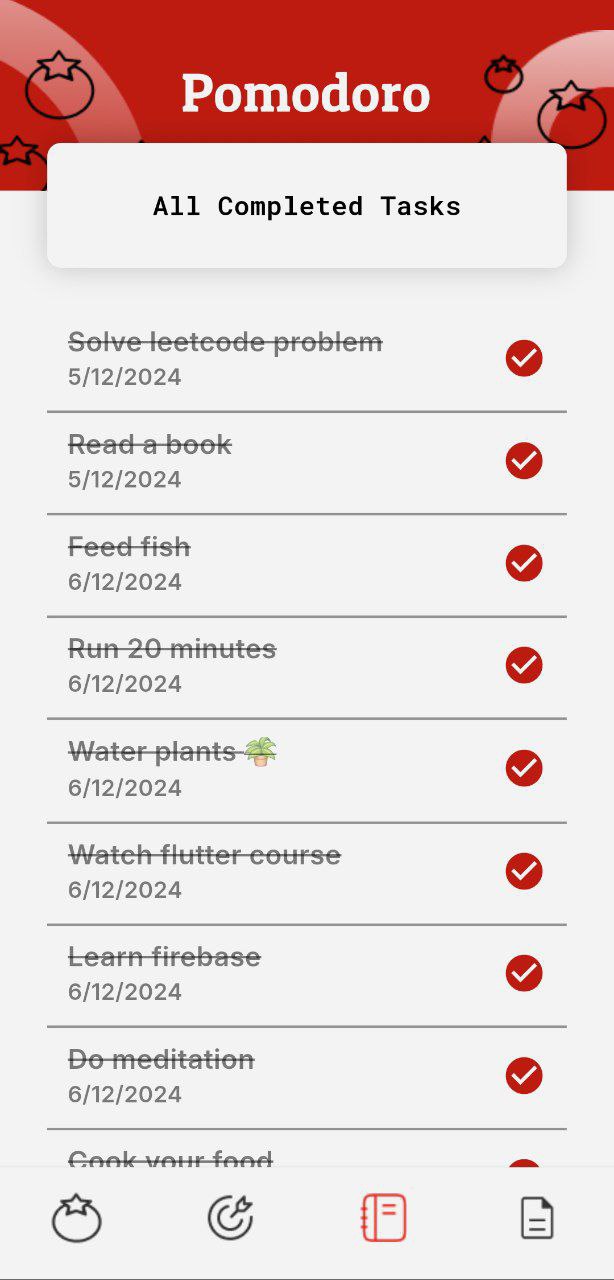 Pomodoro
All Completed Tasks
Solve leetcode problem
5/12/2024
Read a book
5/12/2024
Feed fish
6/12/2024
Run 20 minutes
6/12/2024
Water plants 🪴
6/12/2024
Watch flutter course
6/12/2024
Learn firebase
6/12/2024
Do meditation
6/12/2024
Cook your food